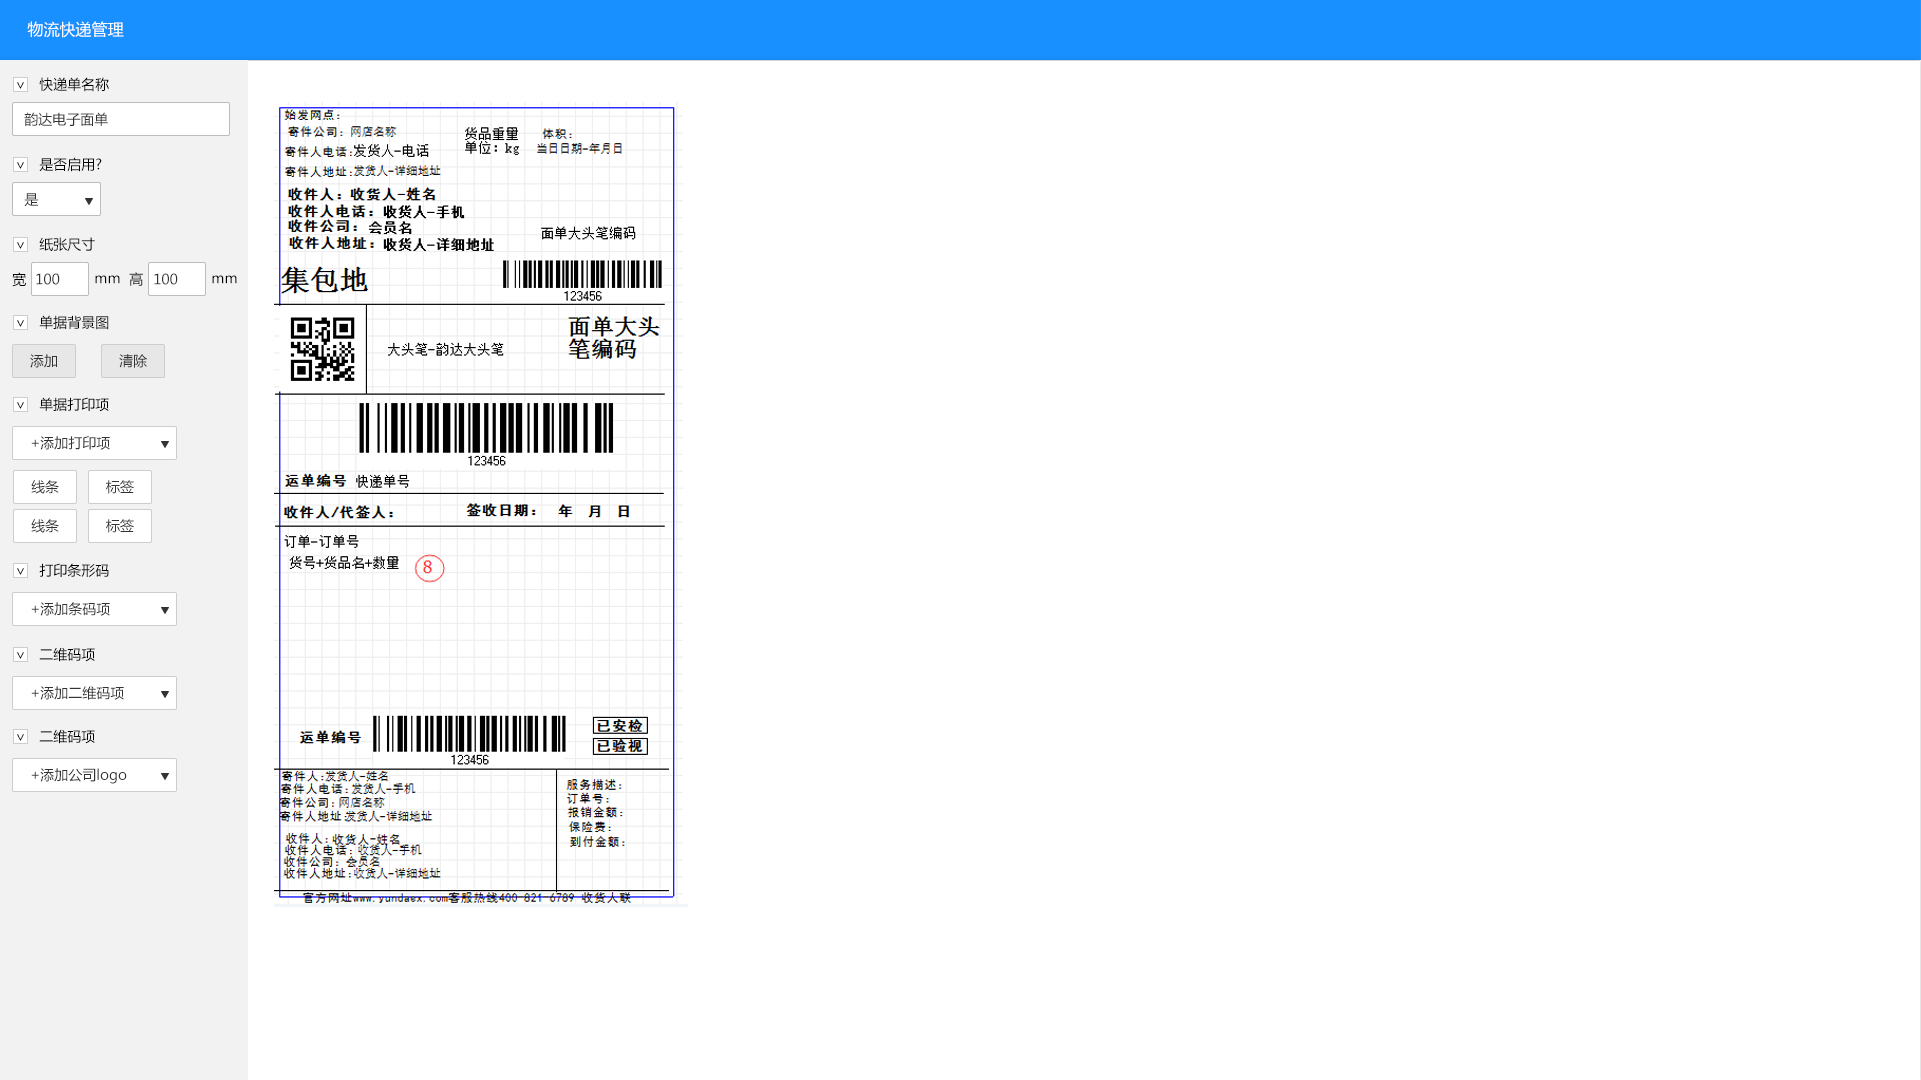 物流快递管理
v 快递单名称
韵达电子面单
v 是否启用?
是
v 纸张尺寸
宽 100 mm 高 100 mm
v 单据背景图
添加 清除
v 单据打印项
+添加打印项
线条 标签
线条 标签
v 打印条形码
+添加条码项
v 二维码项
+添加二维码项
v 二维码项
+添加公司logo
始发网点:
寄件公司: 网店名称
寄件人电话:发货人-电话
寄件人地址:发货人-详细地址
货品重量 体积:
单位: kg 当日日期-年月日
收件人: 收货人-姓名
收件人电话: 收货人-手机
收件公司: 会员名
收件人地址: 收货人-详细地址
面单大头笔编码
集包地
123456
大头笔-韵达大头笔
面单大头
笔编码
123456
运单编号 快递单号
收件人/代签人: 签收日期: 年 月 日
订单-订单号
货号+货品名+数量 8
运单编号
123456
已安检
已验视
寄件人:发货人-姓名
寄件人电话:发货人-手机
寄件公司:网店名称
寄件人地址 发货人-详细地址
收件人: 收货人-姓名
收件人电话: 收货人-手机
收件公司: 会员名
收件人地址:收货人-详细地址
服务描述:
订单号:
报销金额:
保险费:
到付金额:
官方网址www.yundaex.com客服热线400 821 6789 收货人联